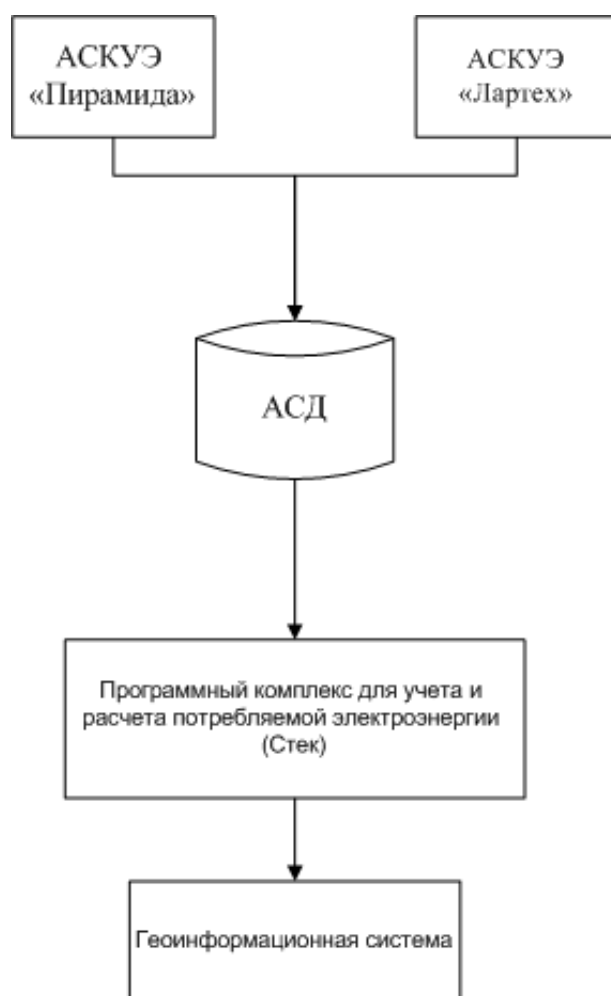 АСКУЭ
«Пирамида»
АСКУЭ
«Лартех»
АСД
Программный комплекс для учета и
расчета потребляемой электроэнергии
(Стек)
Геоинформационная система